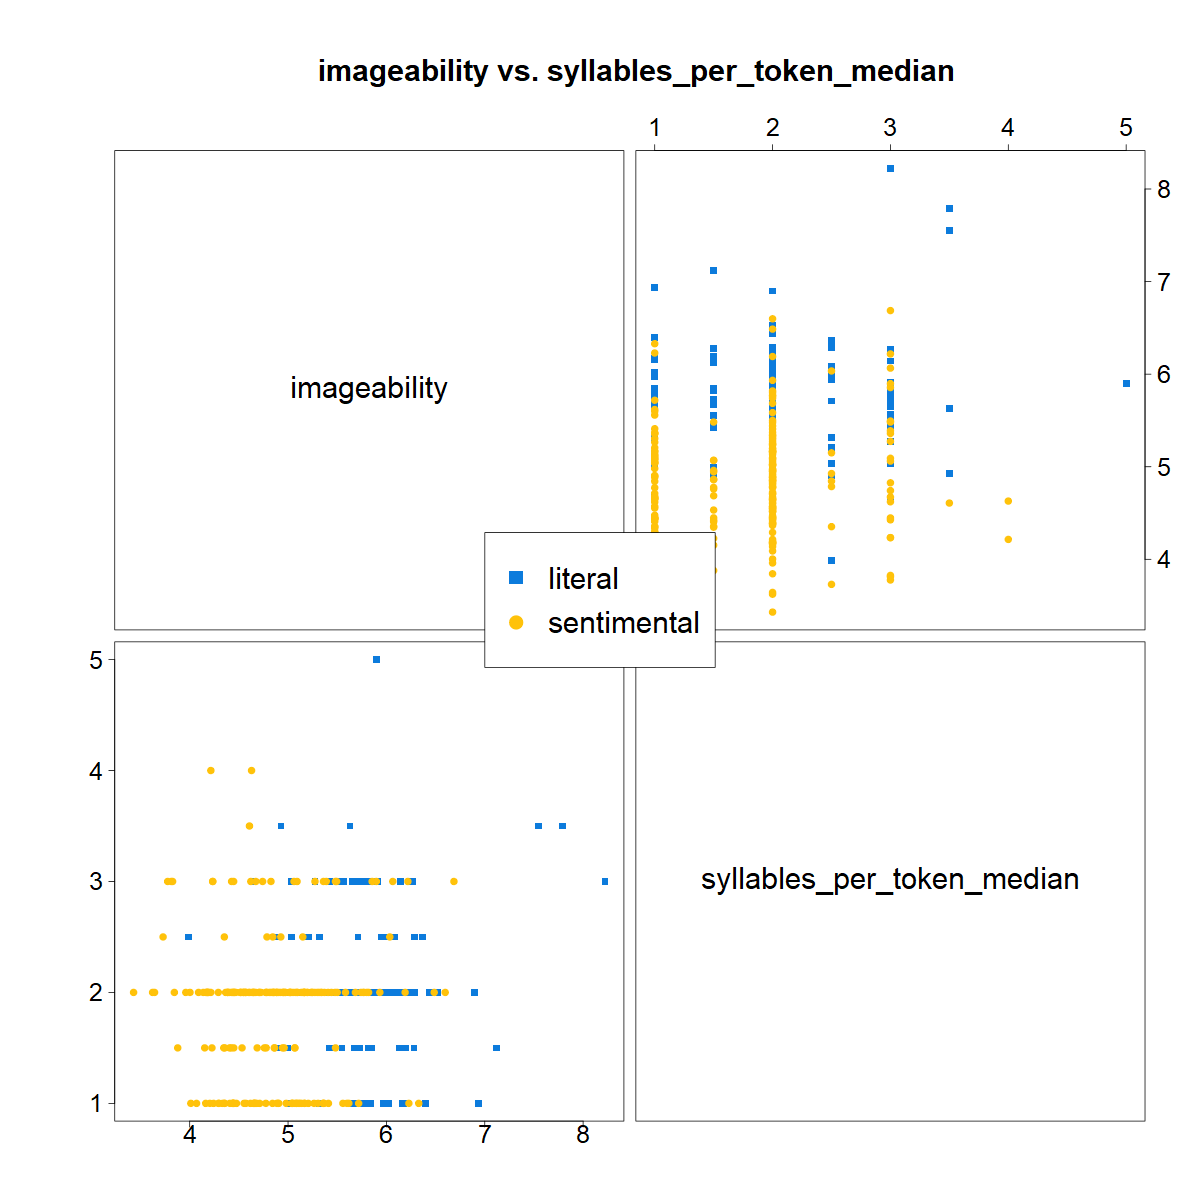 imageability vs. syllables_per_token_median
1 2 3 4 5
imageability
8
7
6
5
4
literal
sentimental
5
4
3
2
1
syllables_per_token_median
4 5 6 7 8